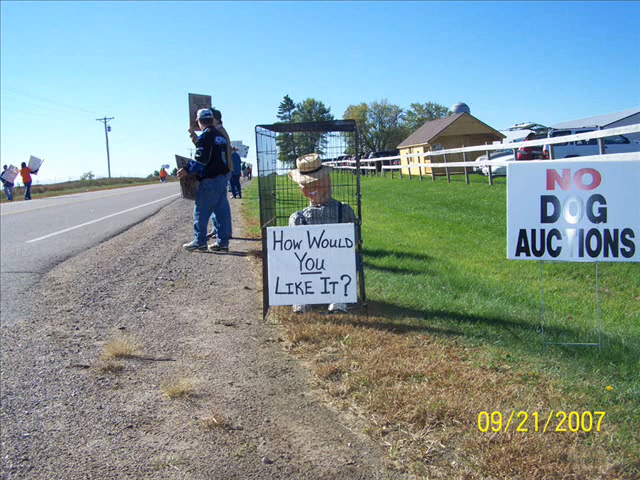 How Would
You
Like It?
NO
DOG
AUCTIONS
09/21/2007